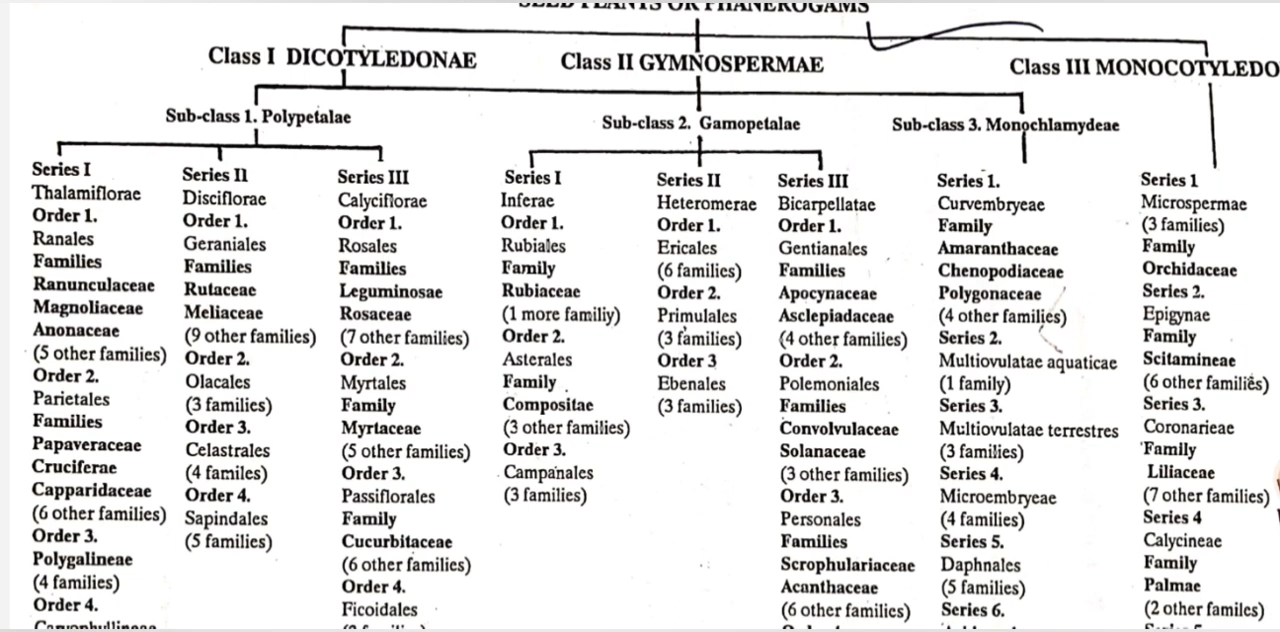 SEED PLANTS OR PHANEROGAMS
Class I DICOTYLEDONAE
Class II GYMNOSPERMAE
Class III MONOCOTYLEDO
Sub-class 1. Polypetalae
Sub-class 2. Gamopetalae
Sub-class 3. Monochlamydeae
Series I
Thalamiflorae
Order 1.
Ranales
Families
Ranunculaceae
Magnoliaceae
Anonaceae
(5 other families)
Order 2.
Parietales
Families
Papaveraceae
Cruciferae
Capparidaceae
(6 other families)
Order 3.
Polygalineae
(4 families)
Order 4.
Series II
Disciflorae
Order 1.
Geraniales
Families
Rutaceae
Meliaceae
(9 other families)
Order 2.
Olacales
(3 families)
Order 3.
Celastrales
(4 familes)
Order 4.
Sapindales
(5 families)
Series III
Calyciflorae
Order 1.
Rosales
Families
Leguminosae
Rosaceae
(7 other families)
Order 2.
Myrtales
Family
Myrtaceae
(5 other families)
Order 3.
Passiflorales
Family
Cucurbitaceae
(6 other families)
Order 4.
Ficoidales
Series I
Inferae
Order 1.
Rubiales
Family
Rubiaceae
(1 more familiy)
Order 2.
Asterales
Family
Compositae
(3 other families)
Order 3.
Campanales
(3 families)
Series II
Heteromerae
Order 1.
Ericales
(6 families)
Order 2.
Primulales
(3 families)
Order 3
Ebenales
(3 families)
Series III
Bicarpellatae
Order 1.
Gentianales
Families
Apocynaceae
Asclepiadaceae
(4 other families)
Order 2.
Polemoniales
Families
Convolvulaceae
Solanaceae
(3 other families)
Order 3.
Personales
Families
Scrophulariaceae
Acanthaceae
(6 other families)
Series 1.
Curvembryeae
Family
Amaranthaceae
Chenopodiaceae
Polygonaceae
(4 other families)
Series 2.
Multiovulatae aquaticae
(1 family)
Series 3.
Multiovulatae terrestres
(3 families)
Series 4.
Microembryeae
(4 families)
Series 5.
Daphnales
(5 families)
Series 6.
Series 1
Microspermae
(3 families)
Family
Orchidaceae
Series 2.
Epigynae
Family
Scitamineae
(6 other families)
Series 3.
Coronarieae
Family
Liliaceae
(7 other families)
Series 4
Calycineae
Family
Palmae
(2 other familes)